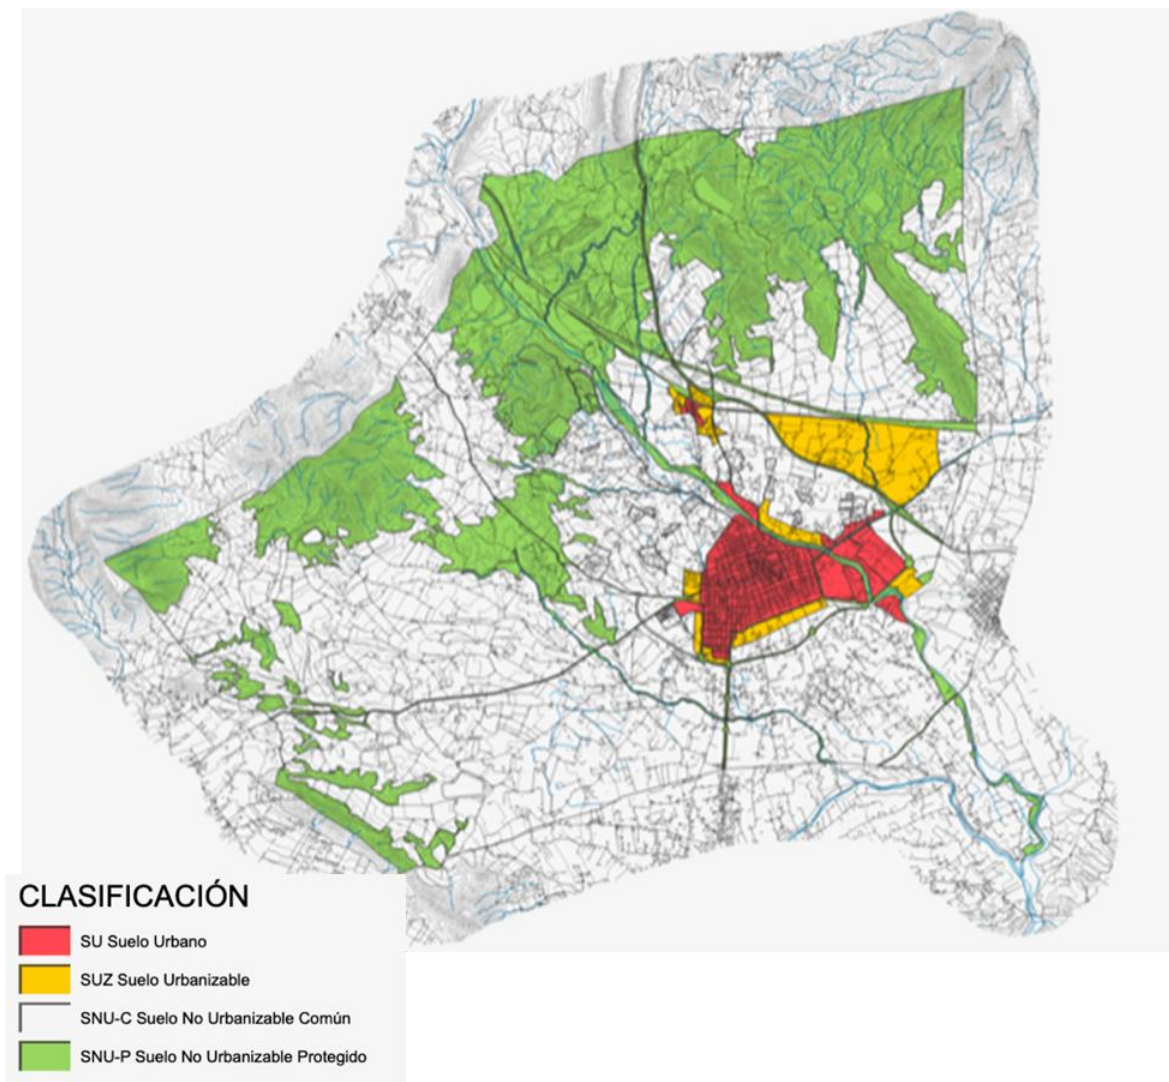 CLASIFICACIÓN
SU Suelo Urbano
SUZ Suelo Urbanizable
SNU-C Suelo No Urbanizable Común
SNU-P Suelo No Urbanizable Protegido